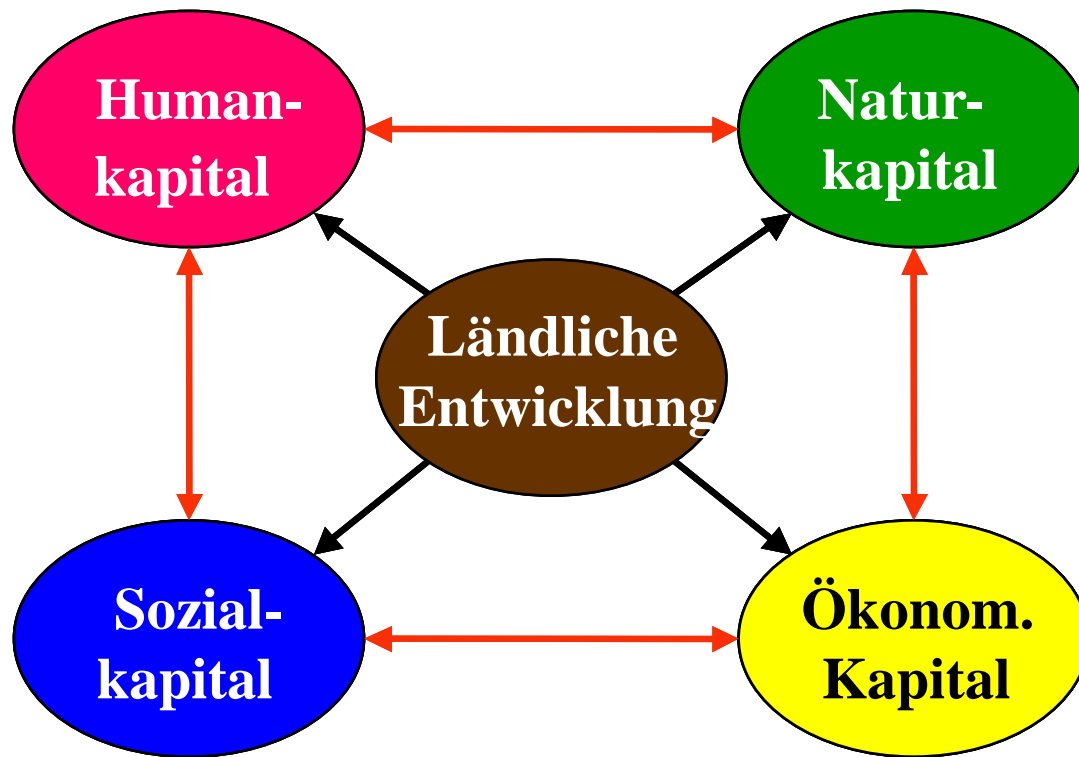 Human-
kapital
Natur-
kapital
Ländliche
Entwicklung
Sozial-
kapital
Ökonom.
Kapital